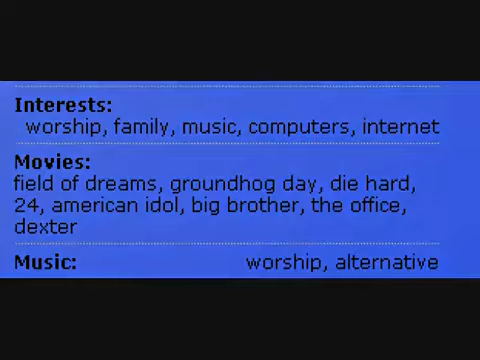 Interests:
worship, family, music, computers, internet
Movies:
field of dreams, groundhog day, die hard,
24, american idol, big brother, the office,
dexter
Music: worship, alternative